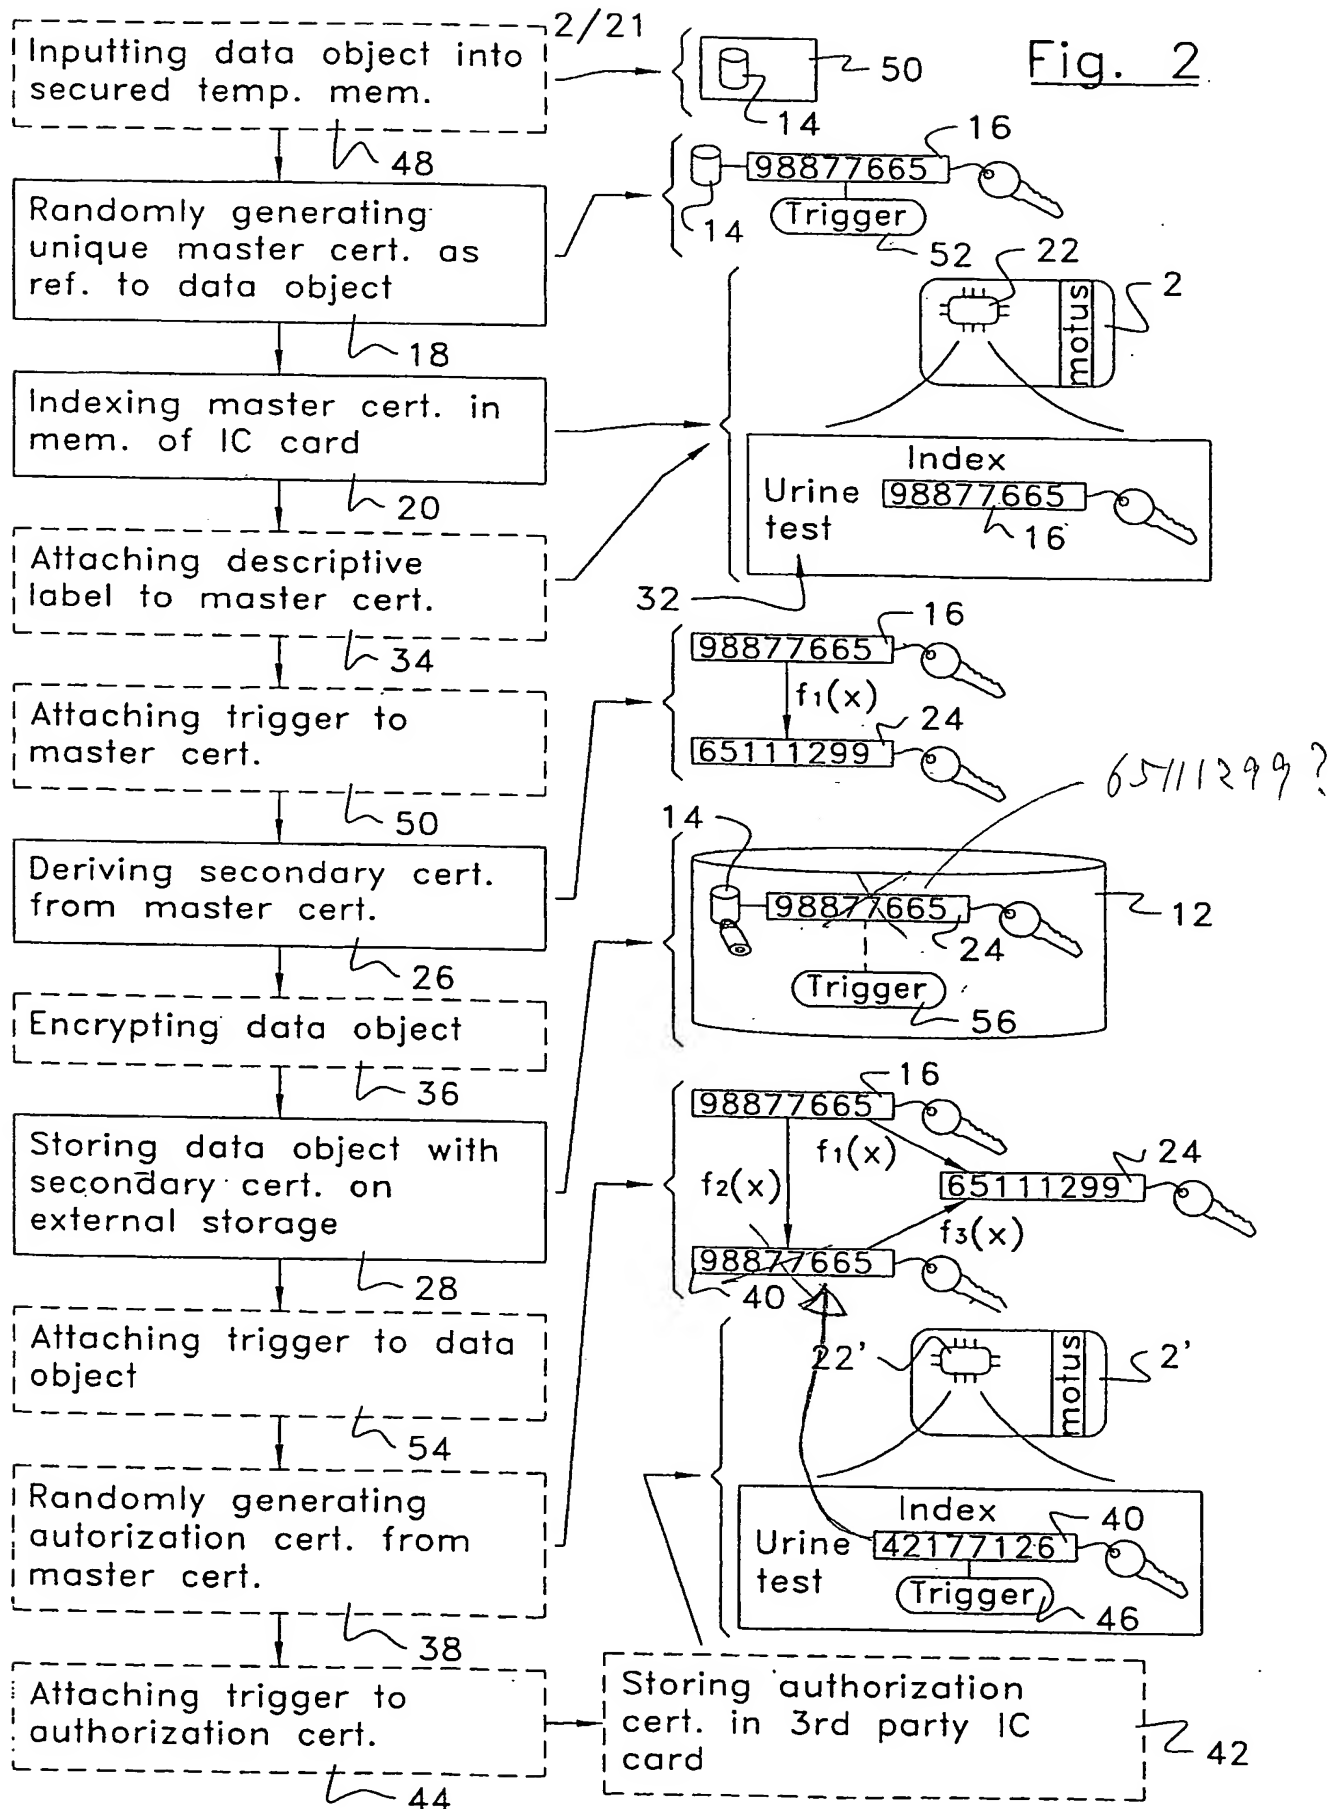 2/21
Fig. 2
Inputting data object into
secured temp. mem.
48
50
14
Randomly generating
unique master cert. as
ref. to data object
18
16
98877665
Trigger
14
52
Indexing master cert. in
mem. of IC card
20
22
2
motus
Index
Urine
test
98877665
16
32
Attaching descriptive
label to master cert.
34
Attaching trigger to
master cert.
50
16
98877665
f1(x)
24
65111299
65111299?
Deriving secondary cert.
from master cert.
26
14
98877665
12
24
Trigger
56
Encrypting data object
36
Storing data object with
secondary cert. on
external storage
28
16
98877665
f1(x)
24
f2(x)
65111299
f3(x)
98877665
40
Attaching trigger to data
object
54
22'
2'
motus
Randomly generating
autorization cert. from
master cert.
38
Index
40
Urine
test
42177126
Trigger
46
Attaching trigger to
authorization cert.
44
Storing authorization
cert. in 3rd party IC
card
42